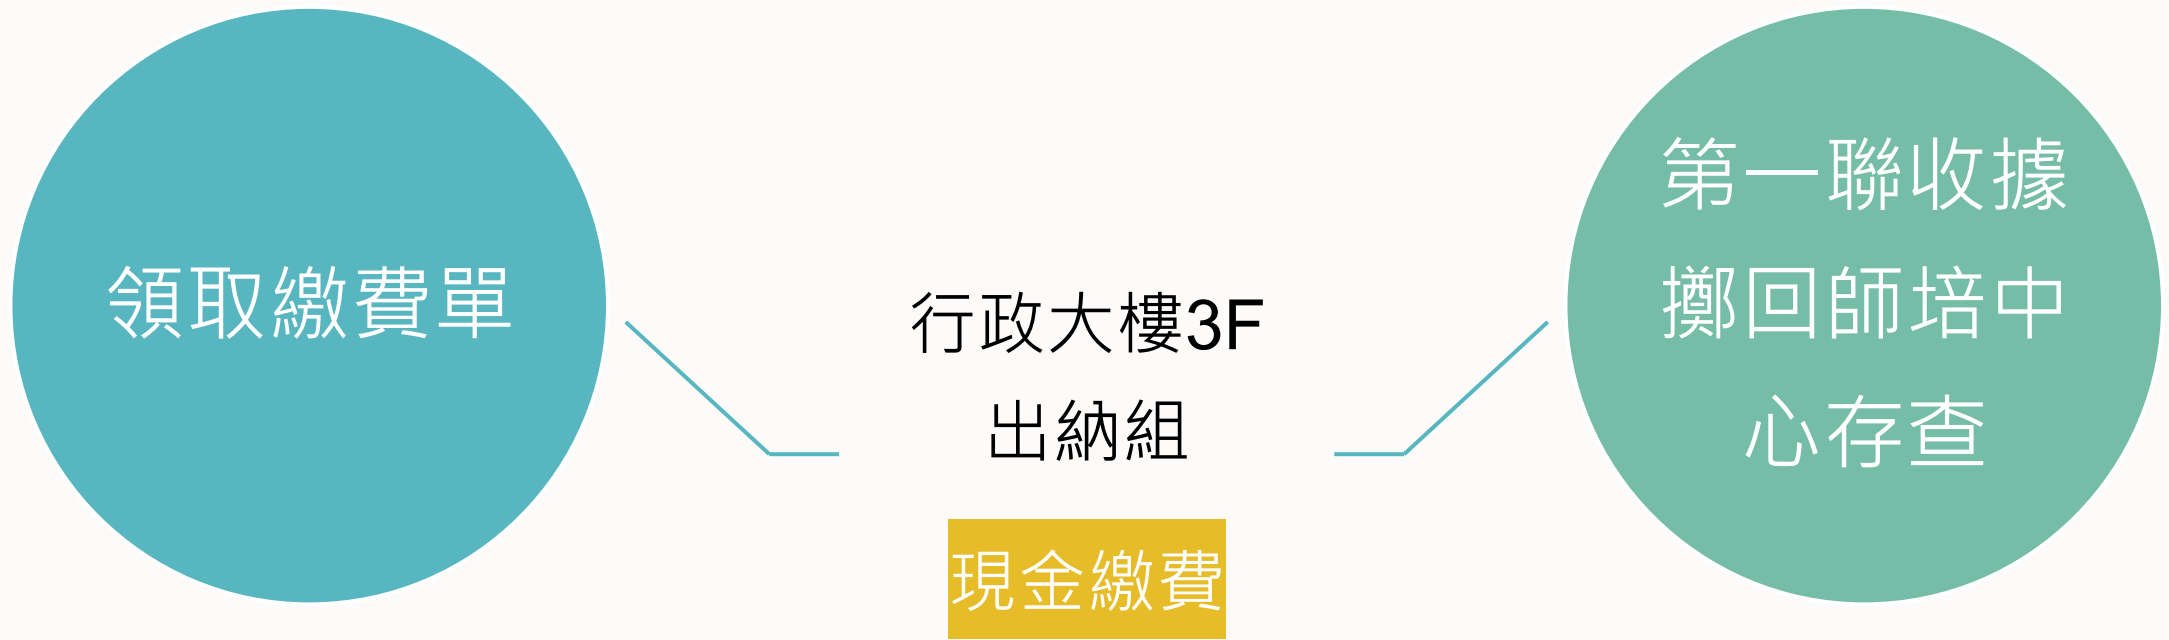 領取繳費單
行政大樓3F
出納組
現金繳費
第一聯收據
擲回師培中
心存查